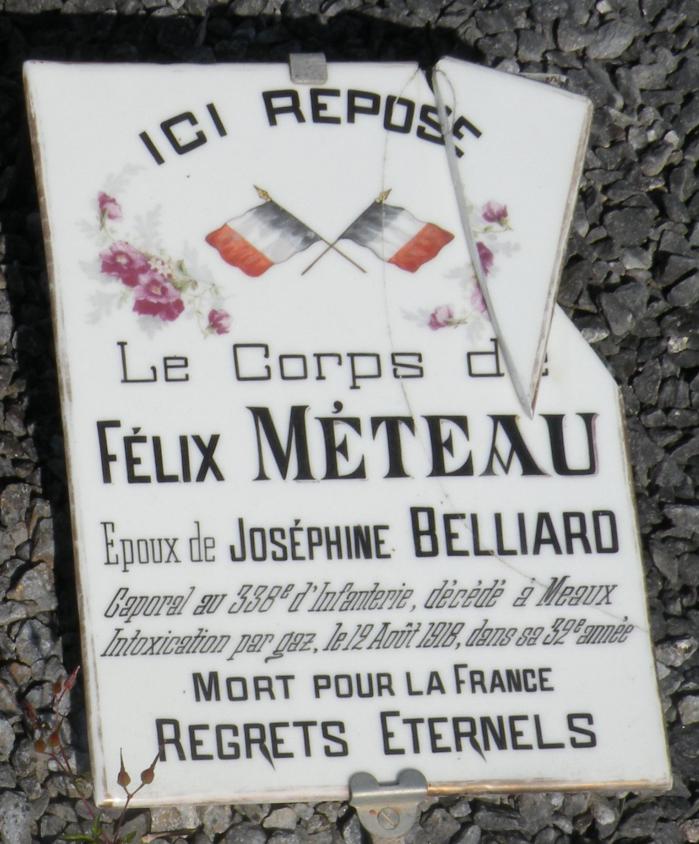 ICI REPOSE
Le Corps de
FÉLIX MÉTEAU
Epoux de JOSÉPHINE BELLIARD
Caporal au 338e d'Infanterie, décédé à Meaux
Intoxication par gaz, le 12 Août 1918, dans sa 32e année
MORT POUR LA FRANCE
REGRETS ETERNELS